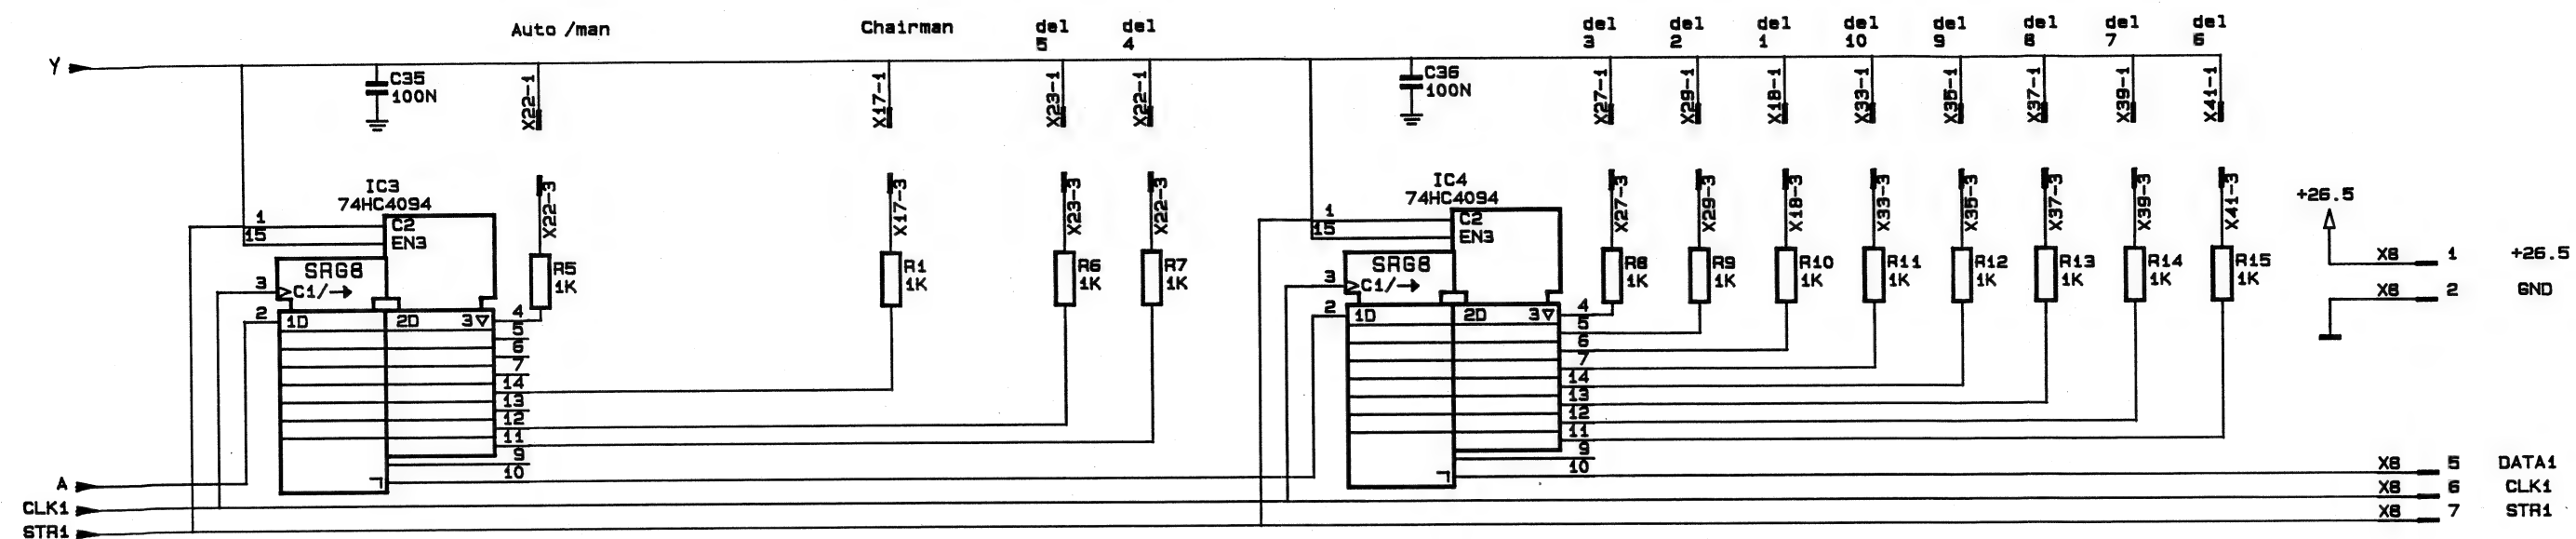 Auto /man
Chairman
del 5
del 4
del 3
del 2
del 1
del 10
del 9
del 8
del 7
del 6
Y
C35
100N
X22-1
X17-1
X23-1
X22-1
C36
100N
X27-1
X29-1
X18-1
X33-1
X35-1
X37-1
X39-1
X41-1
IC3
74HC4094
X22-3
X17-3
X23-3
X22-3
IC4
74HC4094
X27-3
X29-3
X18-3
X33-3
X35-3
X37-3
X39-3
X41-3
+26.5
1
C2
15
EN3
SRG8
3
C1/→
2
1D
2D
3▽
4
5
6
7
14
13
12
11
9
10
R5
1K
R1
1K
R6
1K
R7
1K
1
C2
15
EN3
SRG8
3
C1/→
2
1D
2D
3▽
4
5
6
7
14
13
12
11
9
10
R8
1K
R9
1K
R10
1K
R11
1K
R12
1K
R13
1K
R14
1K
R15
1K
X8 1 +26.5
X8 2 GND
A
CLK1
STR1
X8 5 DATA1
X8 6 CLK1
X8 7 STR1